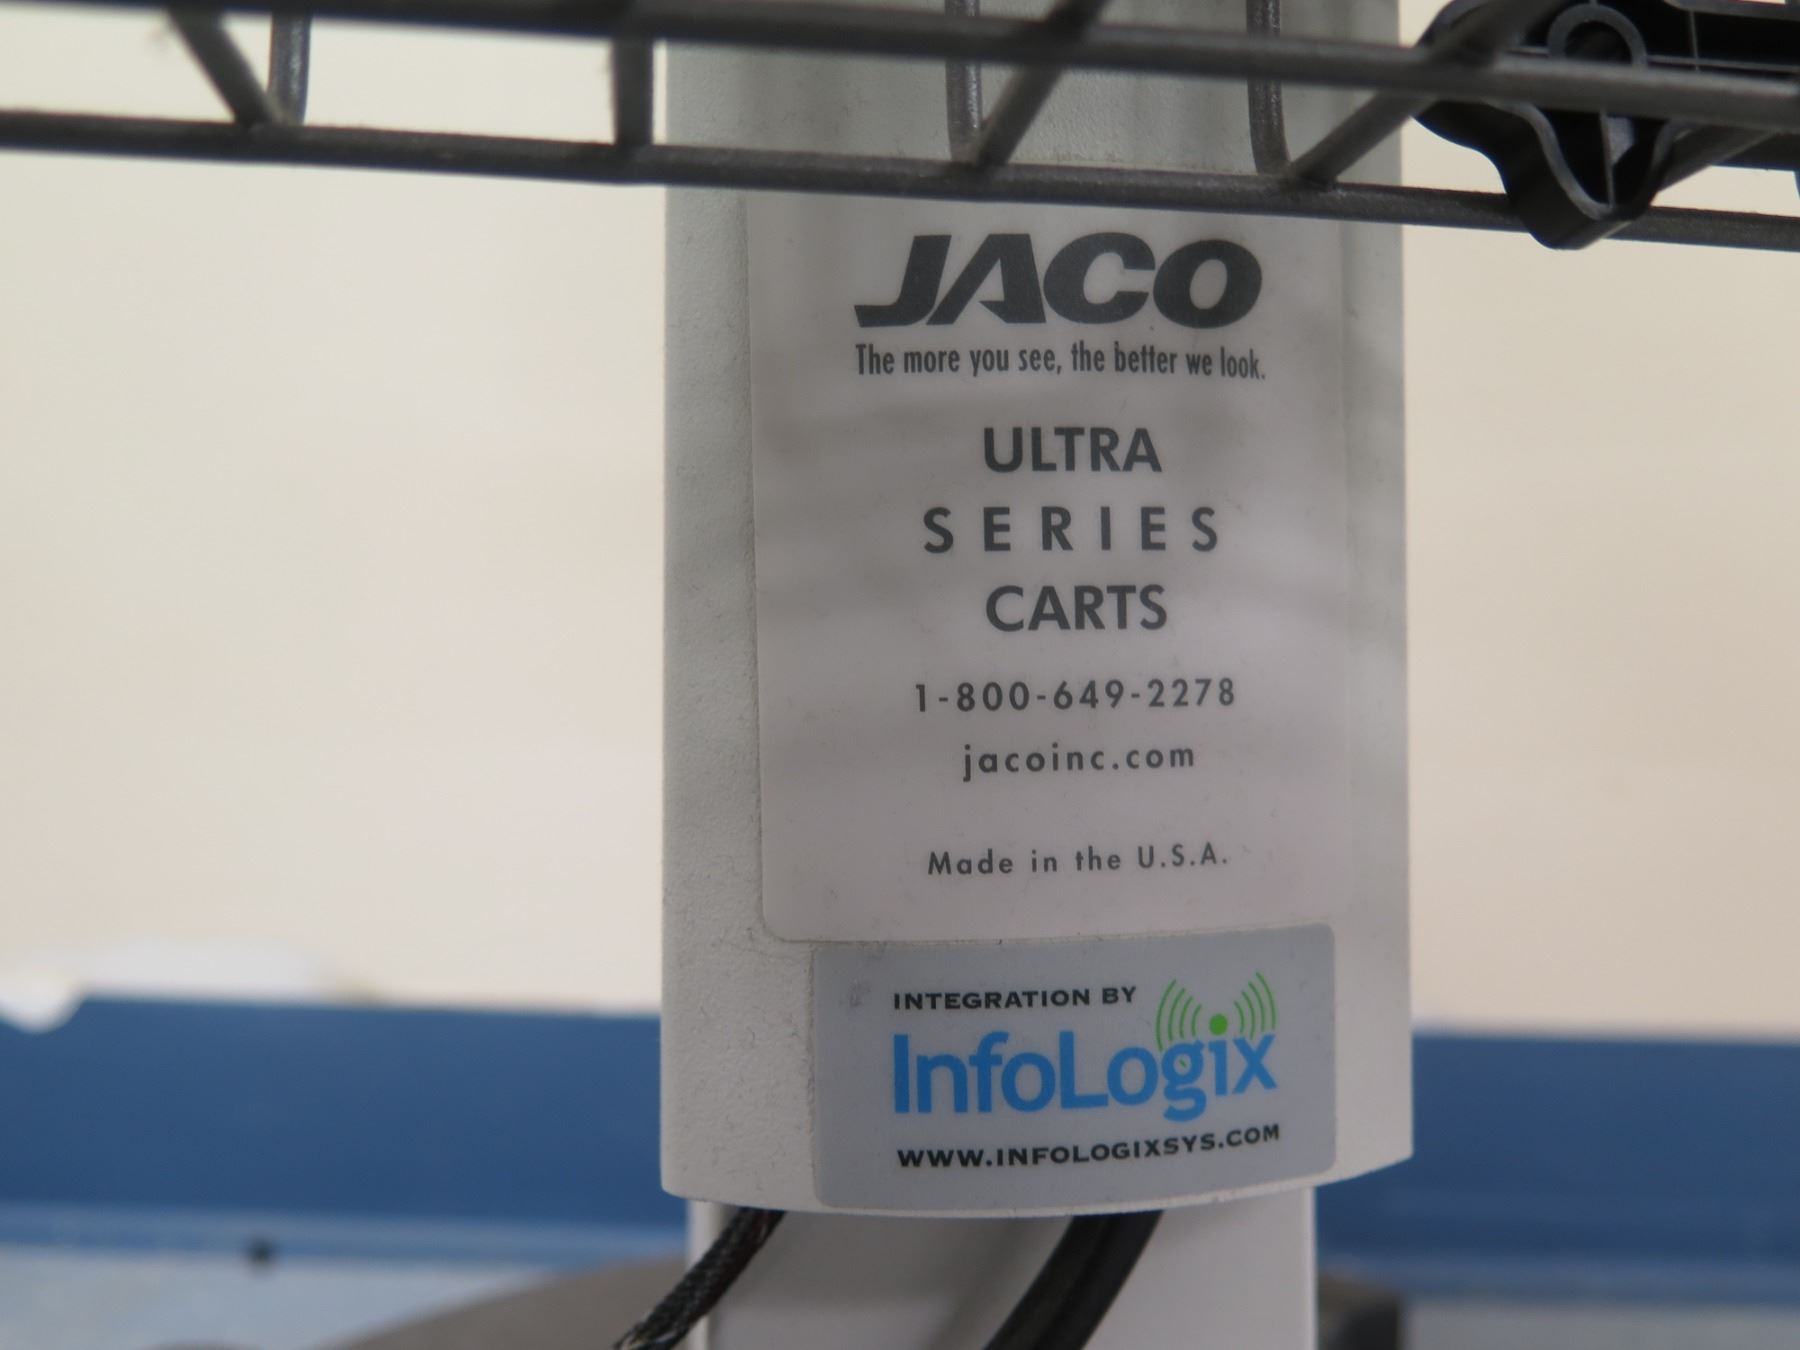 JACO
The more you see, the better we look.
ULTRA
SERIES
CARTS
1-800-649-2278
jacoinc.com
Made in the U.S.A.
INTEGRATION BY
InfoLogix
WWW.INFOLOGIXSYS.COM